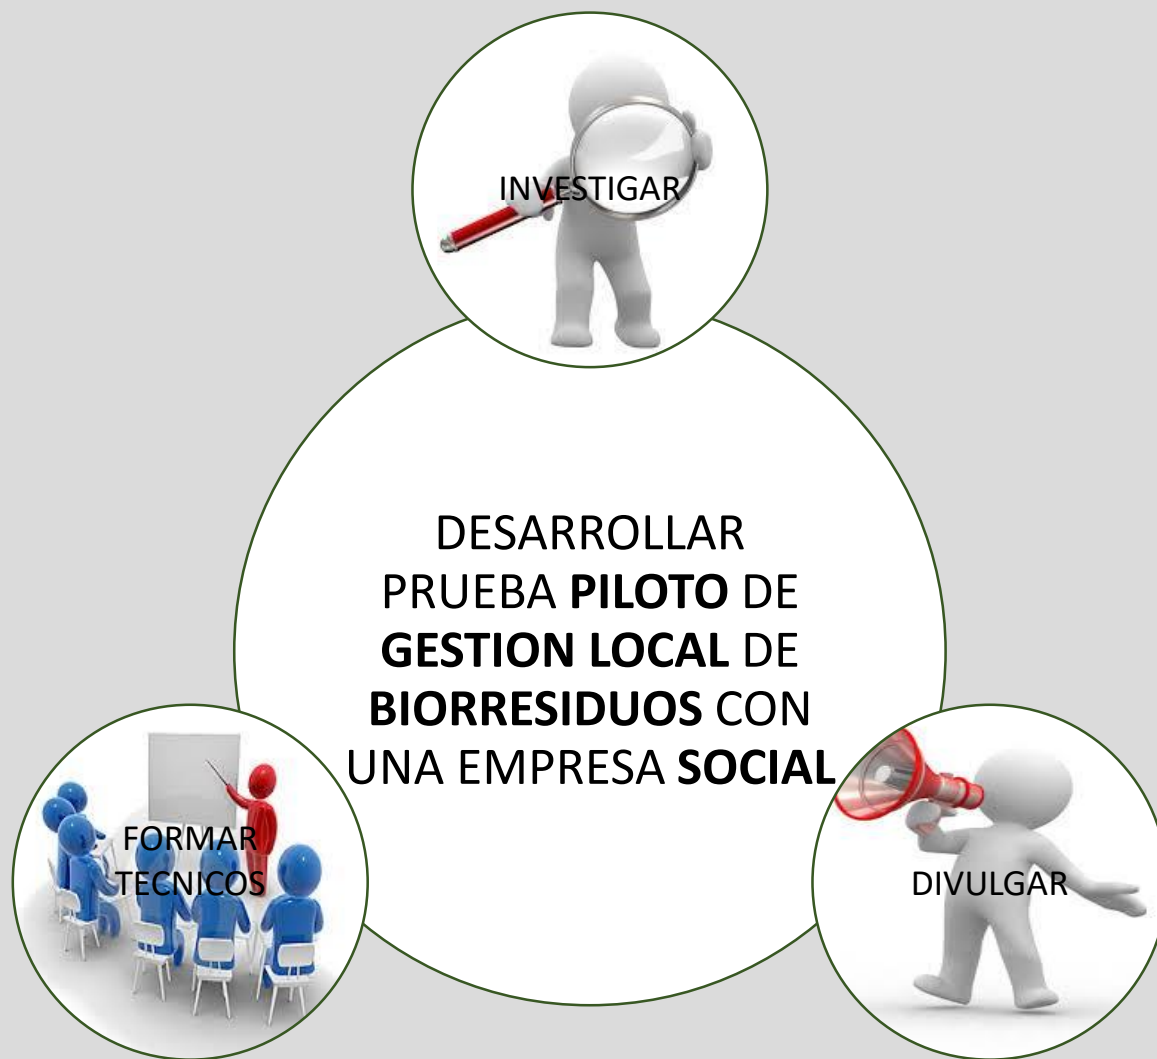 INVESTIGAR
DESARROLLAR
PRUEBA PILOTO DE
GESTION LOCAL DE
BIORRESIDUOS CON
UNA EMPRESA SOCIAL
FORMAR
TECNICOS
DIVULGAR